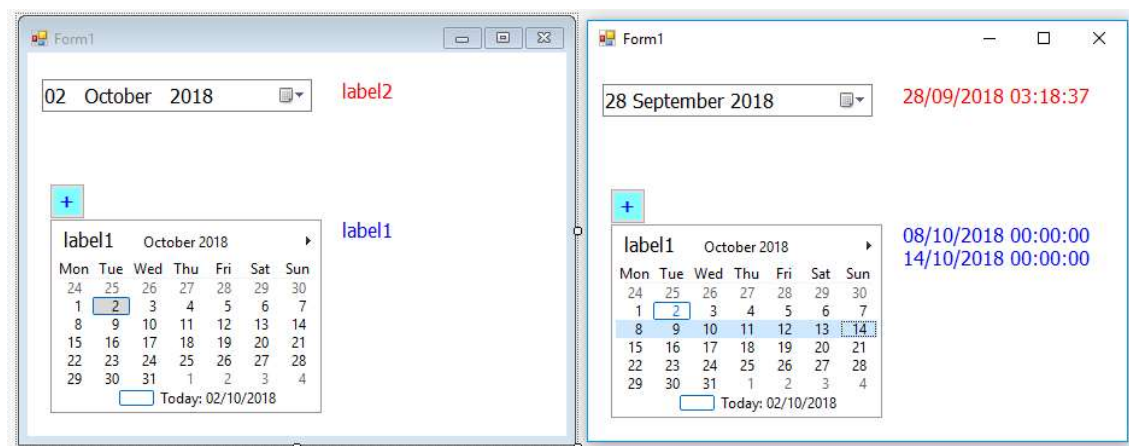 Form1
02 October 2018
label2
+
label1
label1 October 2018
Mon Tue Wed Thu Fri Sat Sun
24 25 26 27 28 29 30
1 2 3 4 5 6 7
8 9 10 11 12 13 14
15 16 17 18 19 20 21
22 23 24 25 26 27 28
29 30 31 1 2 3 4
Today: 02/10/2018
Form1
28 September 2018
28/09/2018 03:18:37
+
08/10/2018 00:00:00
14/10/2018 00:00:00
label1 October 2018
Mon Tue Wed Thu Fri Sat Sun
24 25 26 27 28 29 30
1 2 3 4 5 6 7
8 9 10 11 12 13 14
15 16 17 18 19 20 21
22 23 24 25 26 27 28
29 30 31 1 2 3 4
Today: 02/10/2018